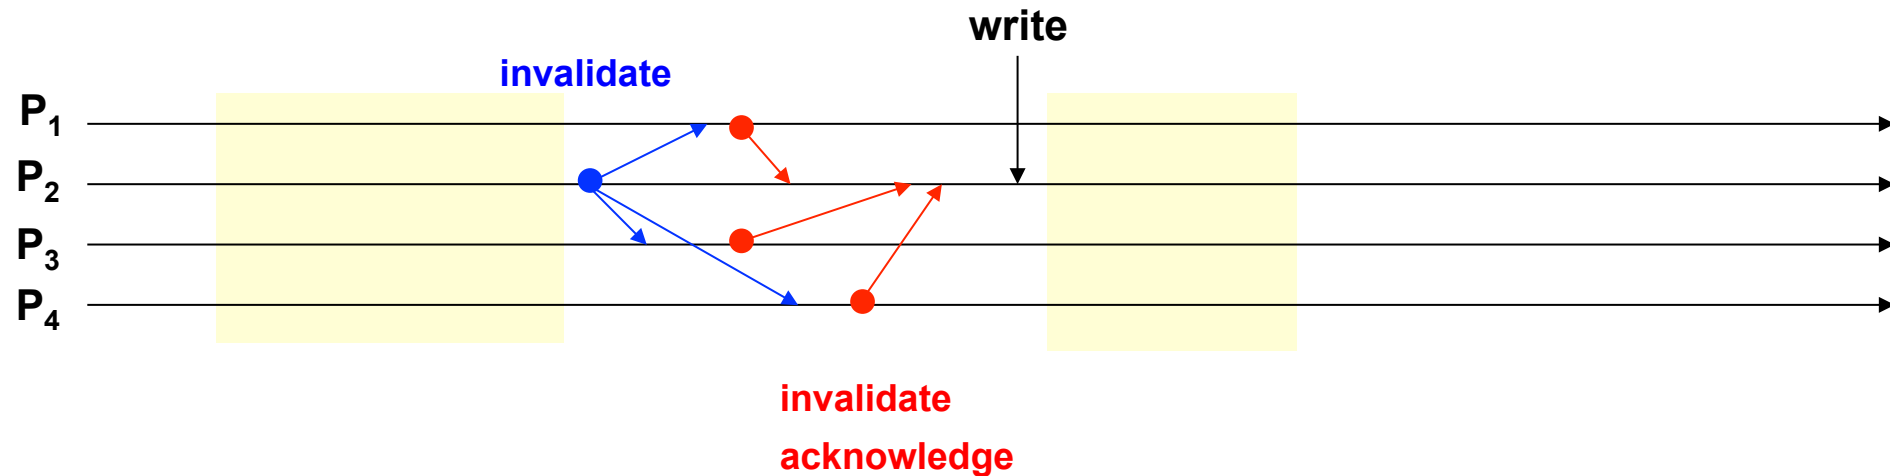 write
invalidate
P1
P2
P3
P4
invalidate
acknowledge